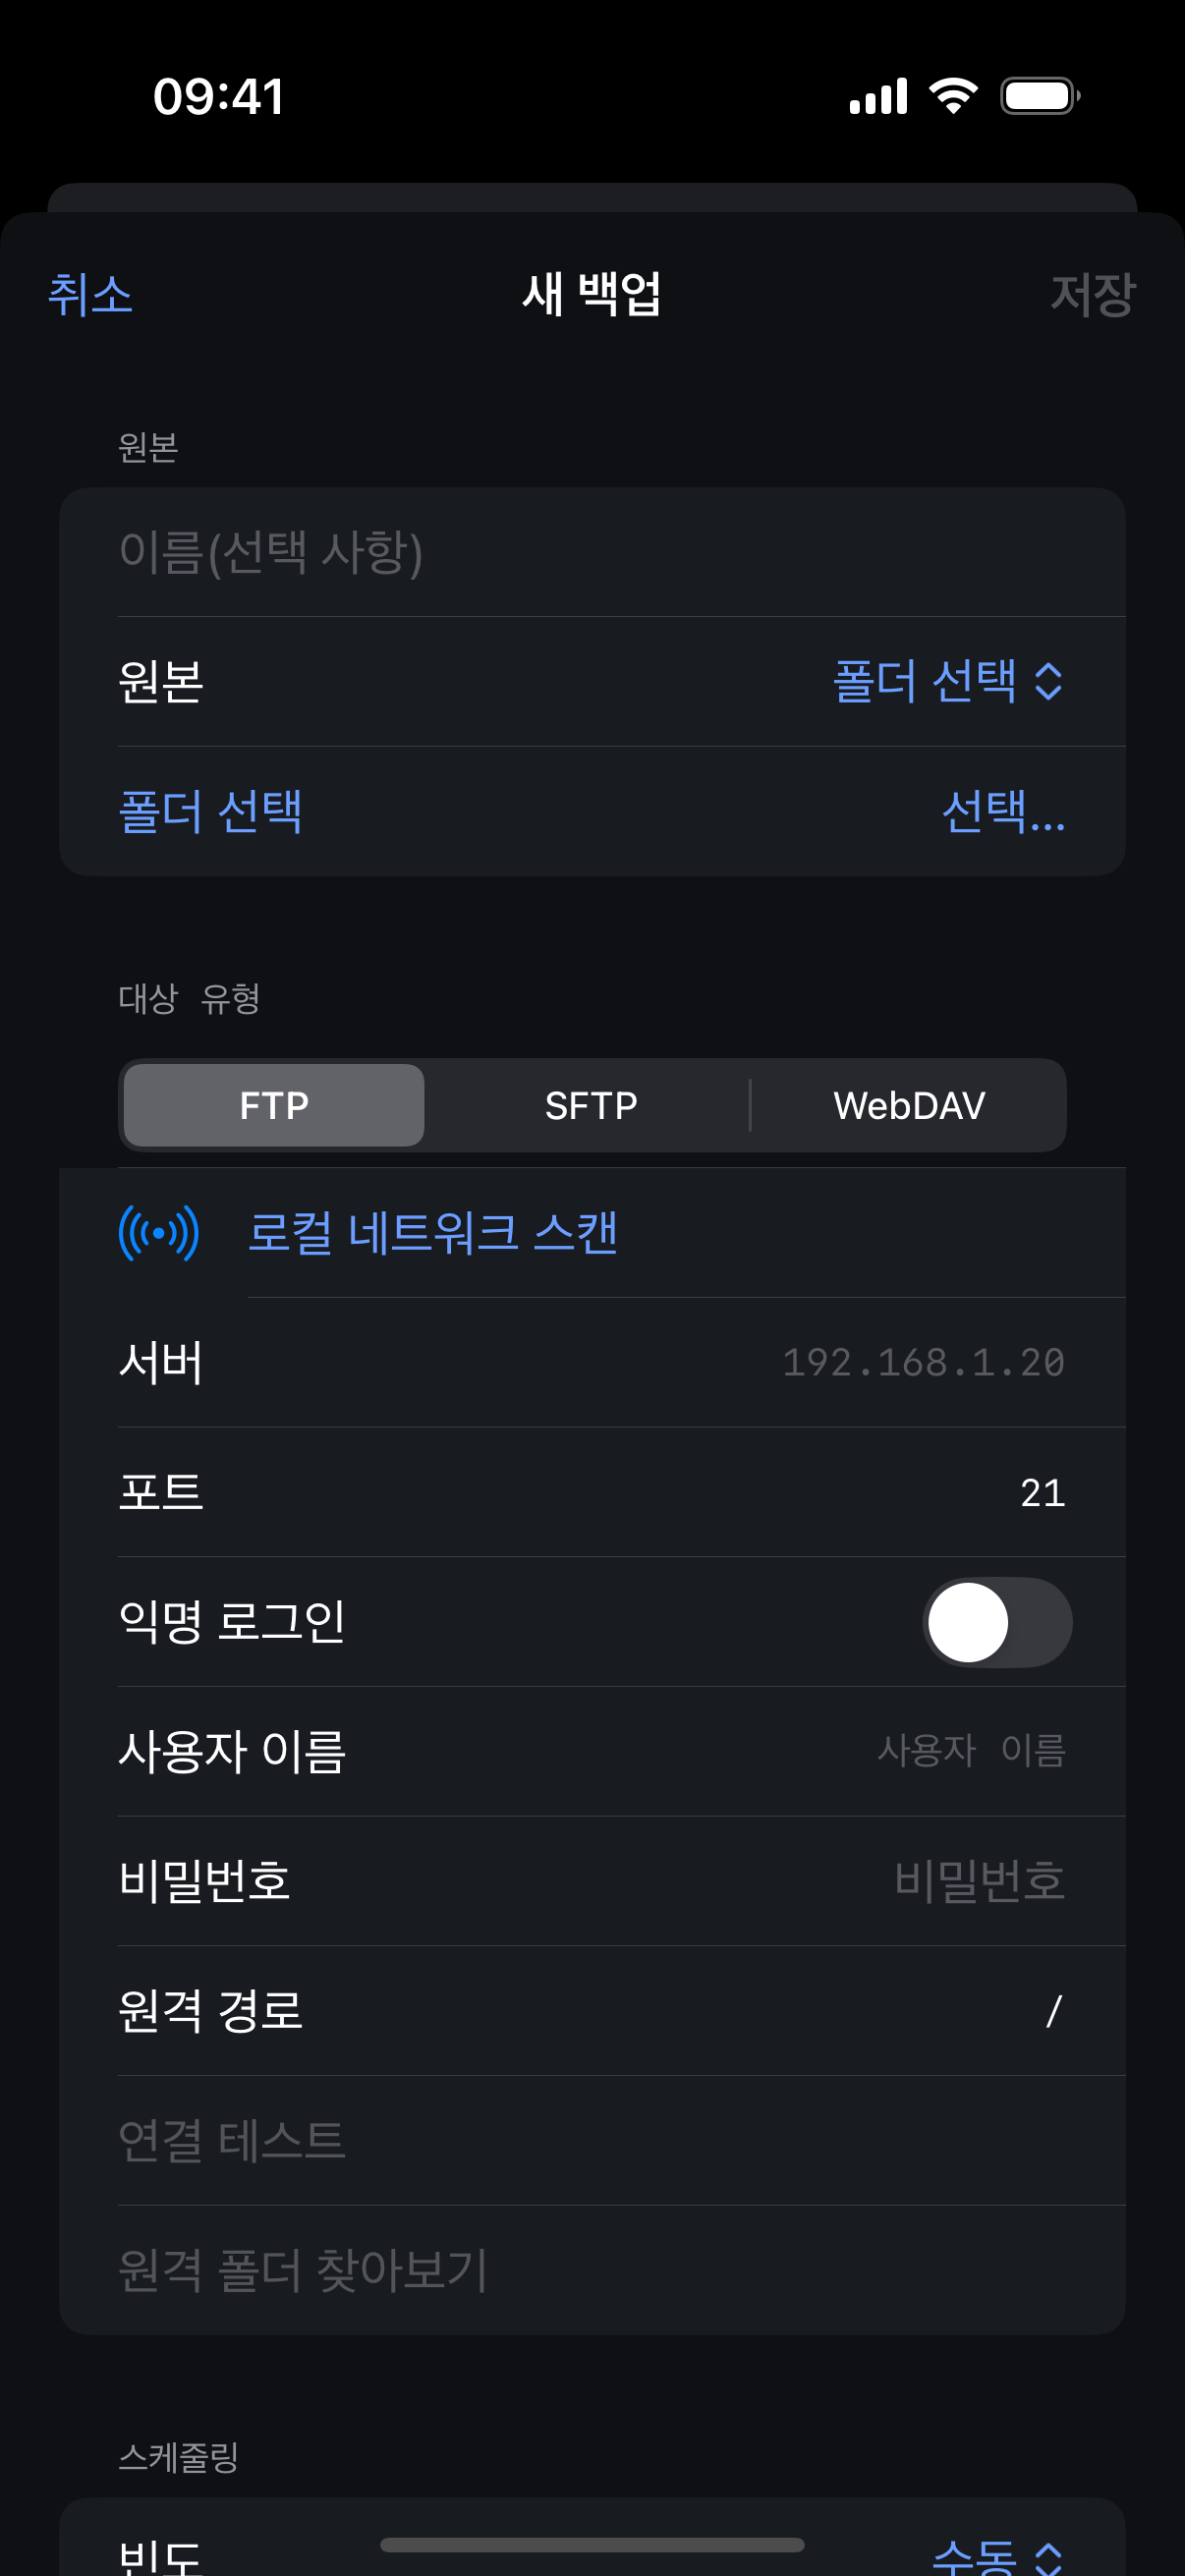 09:41
취소 새 백업 저장
원본
이름(선택 사항)
원본 폴더 선택
폴더 선택 선택...
대상 유형
FTP SFTP WebDAV
로컬 네트워크 스캔
서버 192.168.1.20
포트 21
익명 로그인
사용자 이름 사용자 이름
비밀번호 비밀번호
원격 경로 /
연결 테스트
원격 폴더 찾아보기
스케줄링
빈도 수동